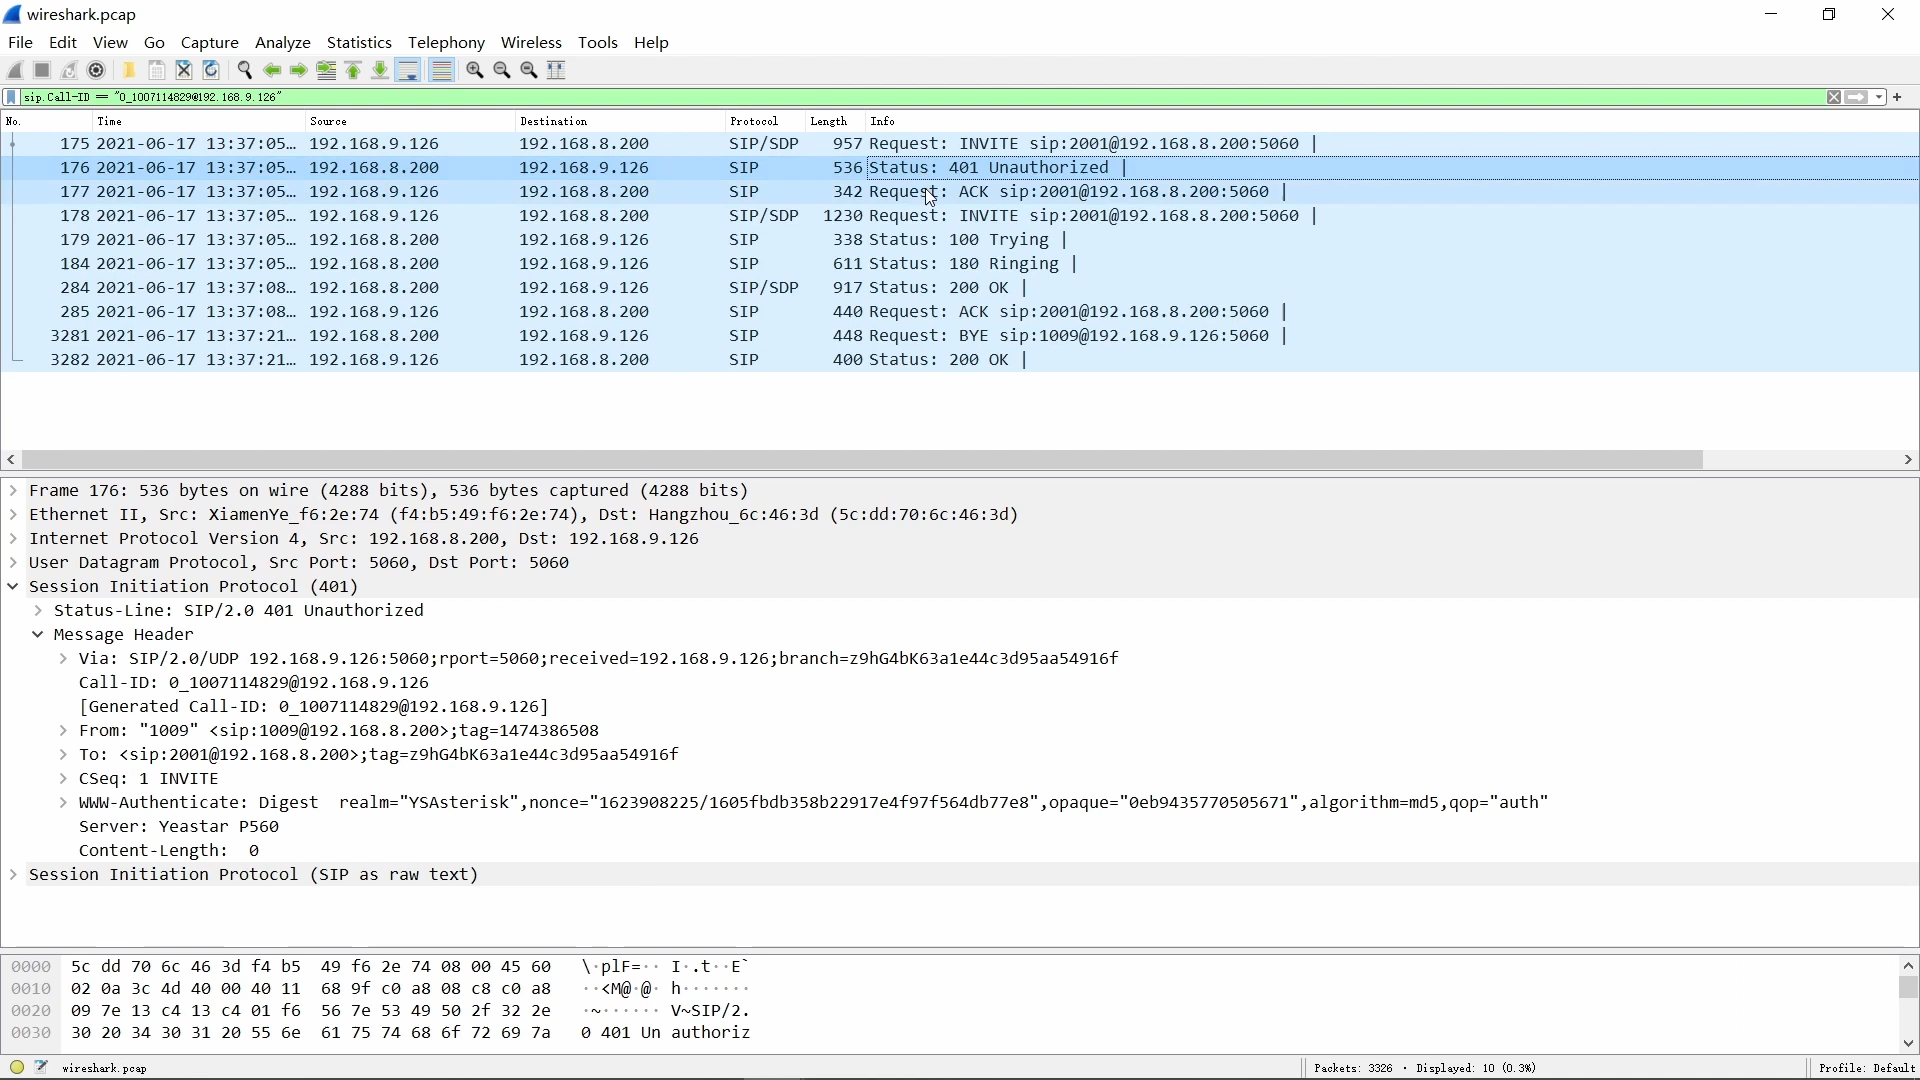 wireshark.pcap
File Edit View Go Capture Analyze Statistics Telephony Wireless Tools Help
sip.Call-ID == "0_1007114829@192.168.9.126"
No. Time Source Destination Protocol Length Info
175 2021-06-17 13:37:05… 192.168.9.126 192.168.8.200 SIP/SDP 957 Request: INVITE sip:2001@192.168.8.200:5060 |
176 2021-06-17 13:37:05… 192.168.8.200 192.168.9.126 SIP 536 Status: 401 Unauthorized |
177 2021-06-17 13:37:05… 192.168.9.126 192.168.8.200 SIP 342 Request: ACK sip:2001@192.168.8.200:5060 |
178 2021-06-17 13:37:05… 192.168.9.126 192.168.8.200 SIP/SDP 1230 Request: INVITE sip:2001@192.168.8.200:5060 |
179 2021-06-17 13:37:05… 192.168.8.200 192.168.9.126 SIP 338 Status: 100 Trying |
184 2021-06-17 13:37:05… 192.168.8.200 192.168.9.126 SIP 611 Status: 180 Ringing |
284 2021-06-17 13:37:08… 192.168.8.200 192.168.9.126 SIP/SDP 917 Status: 200 OK |
285 2021-06-17 13:37:08… 192.168.9.126 192.168.8.200 SIP 440 Request: ACK sip:2001@192.168.8.200:5060 |
3281 2021-06-17 13:37:21… 192.168.8.200 192.168.9.126 SIP 448 Request: BYE sip:1009@192.168.9.126:5060 |
3282 2021-06-17 13:37:21… 192.168.9.126 192.168.8.200 SIP 400 Status: 200 OK |
Frame 176: 536 bytes on wire (4288 bits), 536 bytes captured (4288 bits)
Ethernet II, Src: XiamenYe_f6:2e:74 (f4:b5:49:f6:2e:74), Dst: Hangzhou_6c:46:3d (5c:dd:70:6c:46:3d)
Internet Protocol Version 4, Src: 192.168.8.200, Dst: 192.168.9.126
User Datagram Protocol, Src Port: 5060, Dst Port: 5060
Session Initiation Protocol (401)
Status-Line: SIP/2.0 401 Unauthorized
Message Header
Via: SIP/2.0/UDP 192.168.9.126:5060;rport=5060;received=192.168.9.126;branch=z9hG4bK63a1e44c3d95aa54916f
Call-ID: 0_1007114829@192.168.9.126
[Generated Call-ID: 0_1007114829@192.168.9.126]
From: "1009" <sip:1009@192.168.8.200>;tag=1474386508
To: <sip:2001@192.168.8.200>;tag=z9hG4bK63a1e44c3d95aa54916f
CSeq: 1 INVITE
WWW-Authenticate: Digest  realm="YSAsterisk",nonce="1623908225/1605fbdb358b22917e4f97f564db77e8",opaque="0eb9435770505671",algorithm=md5,qop="auth"
Server: Yeastar P560
Content-Length:  0
Session Initiation Protocol (SIP as raw text)
0000 5c dd 70 6c 46 3d f4 b5 49 f6 2e 74 08 00 45 60 \·plF=·· I·.t··E`
0010 02 0a 3c 4d 40 00 40 11 68 9f c0 a8 08 c8 c0 a8 ··<M@·@· h·······
0020 09 7e 13 c4 13 c4 01 f6 56 7e 53 49 50 2f 32 2e ·~······ V~SIP/2.
0030 30 20 34 30 31 20 55 6e 61 75 74 68 6f 72 69 7a 0 401 Un authoriz
wireshark.pcap Packets: 3326 · Displayed: 10 (0.3%) Profile: Default